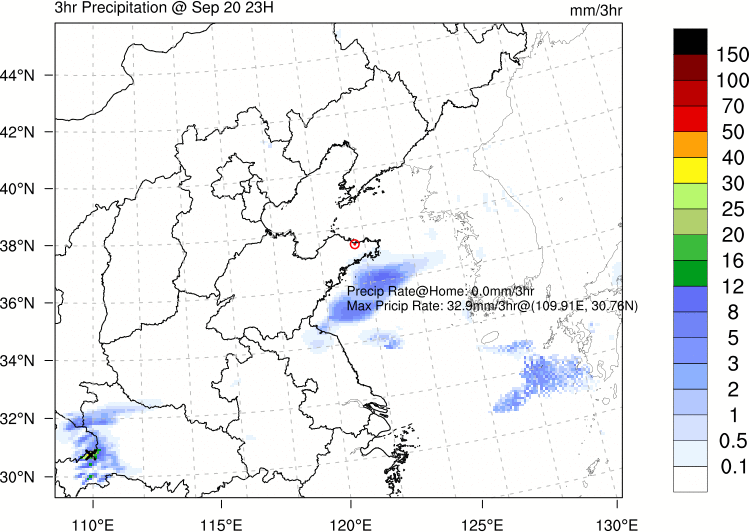 3hr Precipitation @ Sep 20 23H
mm/3hr
44°N
42°N
40°N
38°N
36°N
34°N
32°N
30°N
110°E
115°E
120°E
125°E
130°E
Precip Rate@Home: 0.0mm/3hr
Max Pricip Rate: 32.9mm/3hr@(109.91E, 30.76N)
150
100
70
50
40
30
25
20
16
12
8
5
3
2
1
0.5
0.1